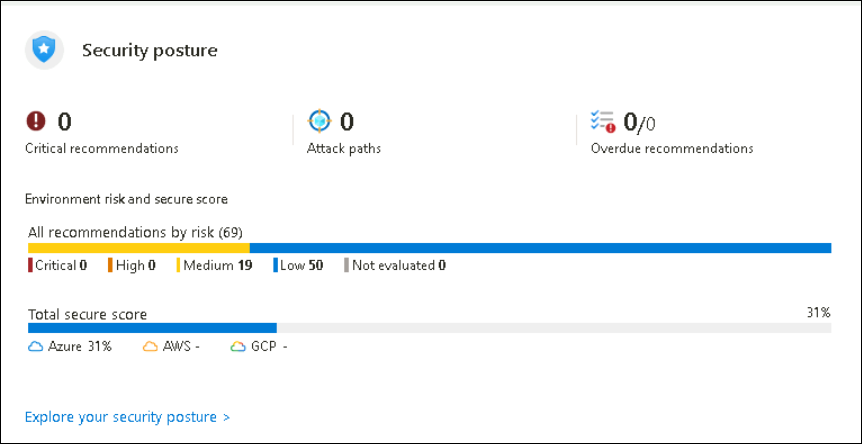 Security posture
0 0 0/0
Critical recommendations Attack paths Overdue recommendations
Environment risk and secure score
All recommendations by risk (69)
Critical 0 High 0 Medium 19 Low 50 Not evaluated 0
Total secure score 31%
Azure 31% AWS - GCP -
Explore your security posture >